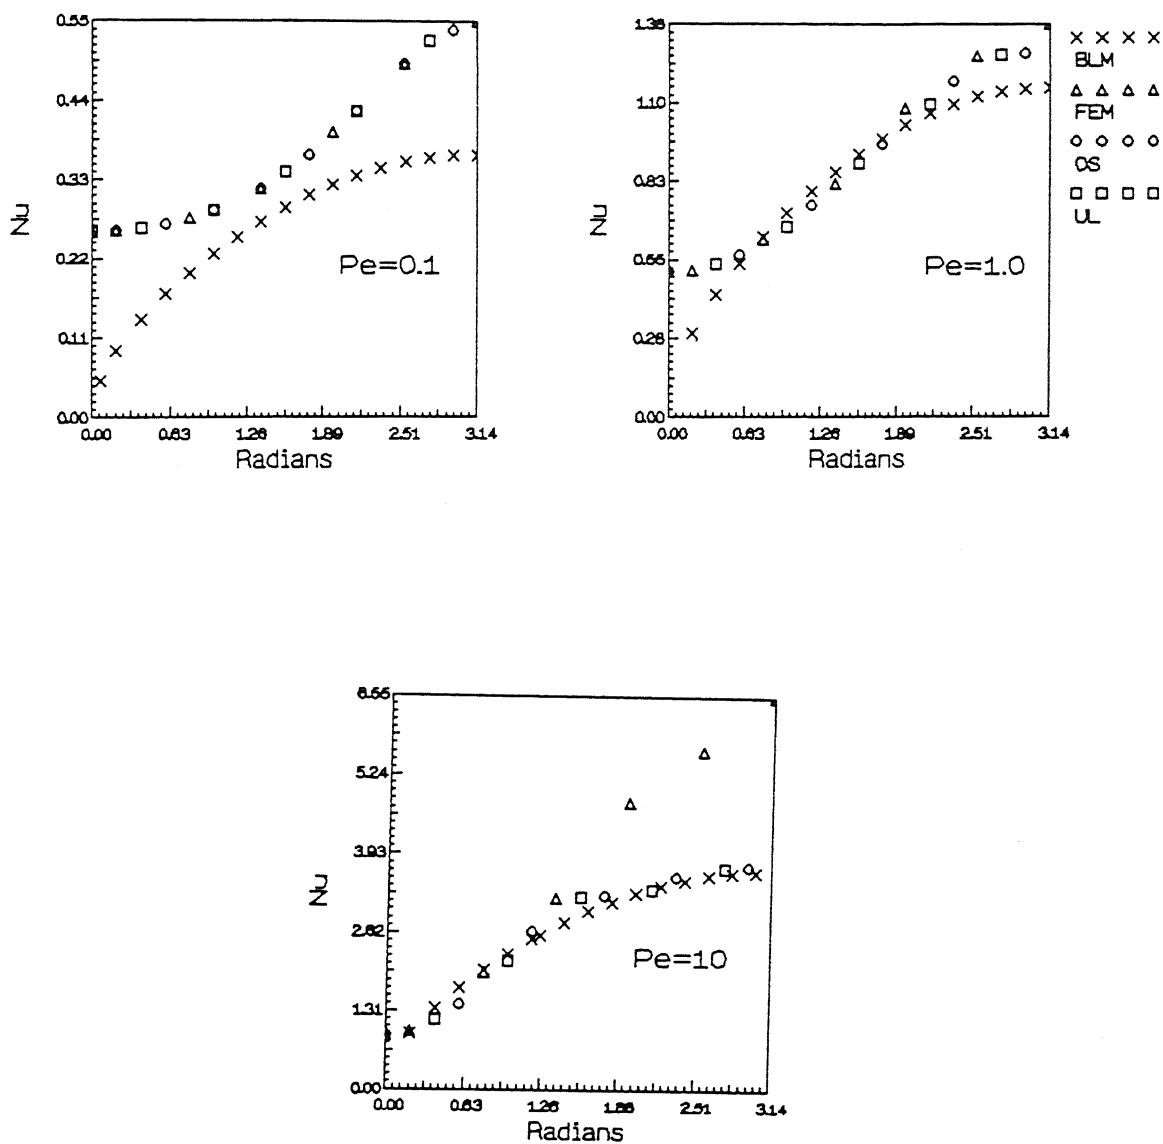 0.55
0.44
0.33
0.22
0.11
0.00
Nu
Pe=0.1
0.00 0.63 1.26 1.89 2.51 3.14
Radians
1.38
1.10
0.83
0.55
0.28
0.00
Nu
Pe=1.0
0.00 0.63 1.26 1.89 2.51 3.14
Radians
BLM
FEM
OS
UL
6.55
5.24
3.93
2.62
1.31
0.00
Nu
Pe=10
0.00 0.63 1.26 1.88 2.51 3.14
Radians